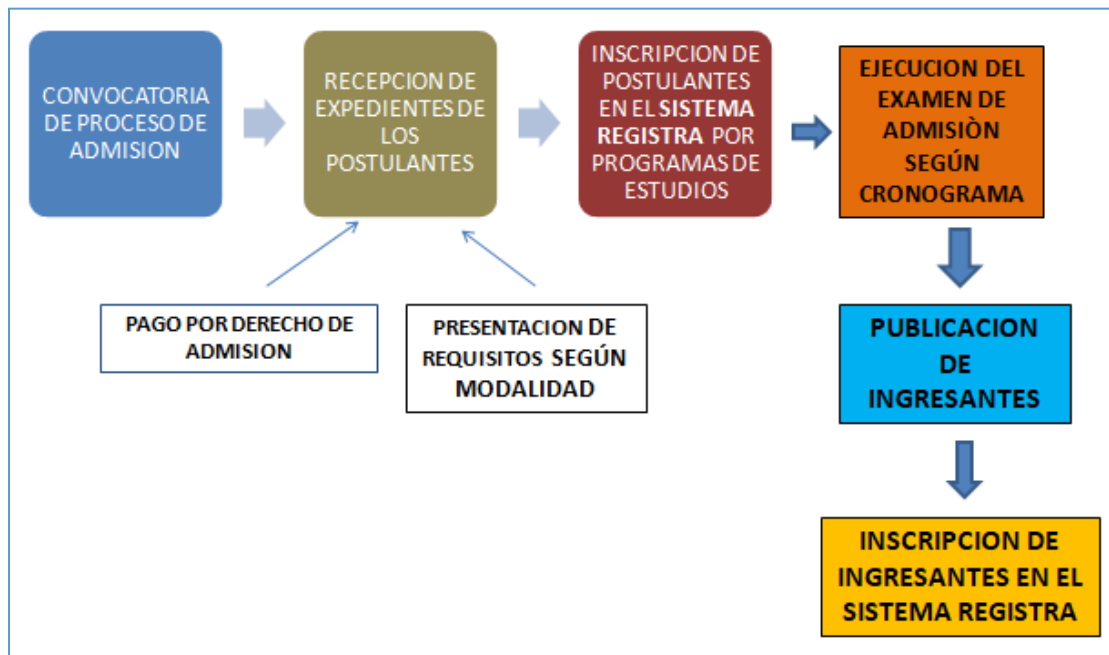 CONVOCATORIA
DE PROCESO DE
ADMISION
RECEPCION DE
EXPEDIENTES DE
LOS
POSTULANTES
INSCRIPCION DE
POSTULANTES
EN EL SISTEMA
REGISTRA POR
PROGRAMAS DE
ESTUDIOS
EJECUCION DEL
EXAMEN DE
ADMISIÒN
SEGÚN
CRONOGRAMA
PAGO POR DERECHO DE
ADMISION
PRESENTACION DE
REQUISITOS SEGÚN
MODALIDAD
PUBLICACION
DE
INGRESANTES
INSCRIPCION DE
INGRESANTES EN EL
SISTEMA REGISTRA